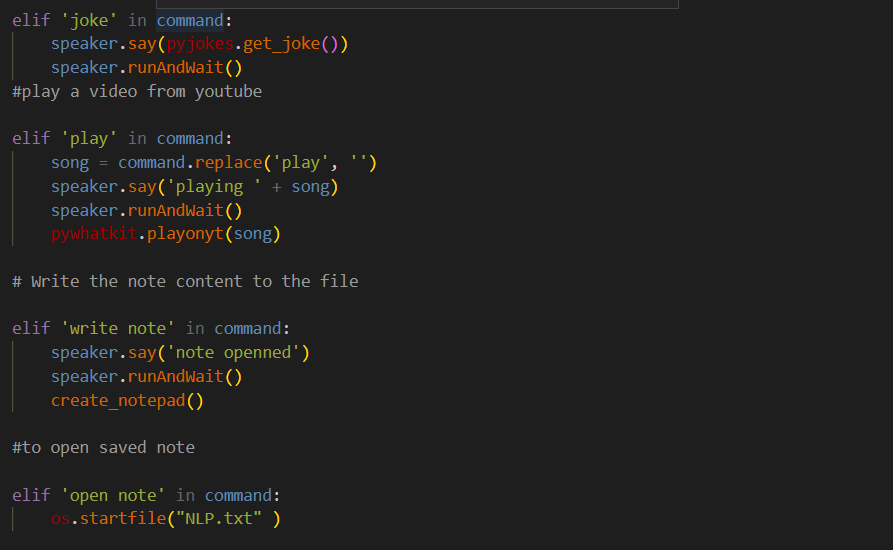 elif 'joke' in command:
    speaker.say(pyjokes.get_joke())
    speaker.runAndWait()
#play a video from youtube
elif 'play' in command:
    song = command.replace('play', '')
    speaker.say('playing ' + song)
    speaker.runAndWait()
    pywhatkit.playonyt(song)
# Write the note content to the file
elif 'write note' in command:
    speaker.say('note openned')
    speaker.runAndWait()
    create_notepad()
#to open saved note
elif 'open note' in command:
    os.startfile("NLP.txt" )